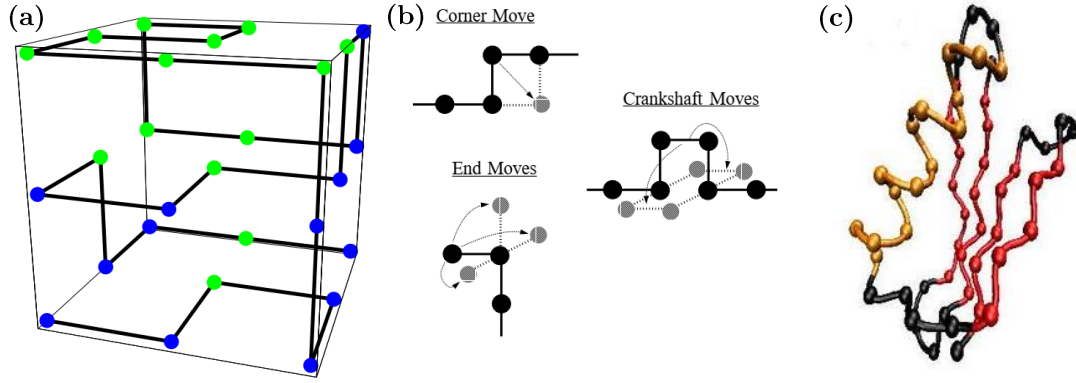 (a)
(b)
Corner Move
Crankshaft Moves
End Moves
(c)